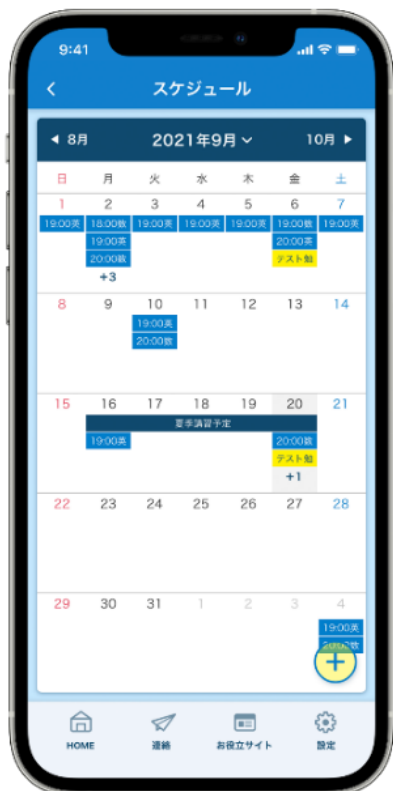 9:41
スケジュール
8月 2021年9月 10月
日 月 火 水 木 金 土
1 2 3 4 5 6 7
19:00英 18:00数 19:00英 19:00英 19:00英 19:00数 19:00英
19:00英 20:00英
20:00数 テスト勉
+3
8 9 10 11 12 13 14
19:00英
20:00数
15 16 17 18 19 20 21
夏季講習予定
19:00英 20:00数
テスト勉
+1
22 23 24 25 26 27 28
29 30 31 1 2 3 4
19:00英
20:00数
+
HOME 連絡 お役立サイト 設定